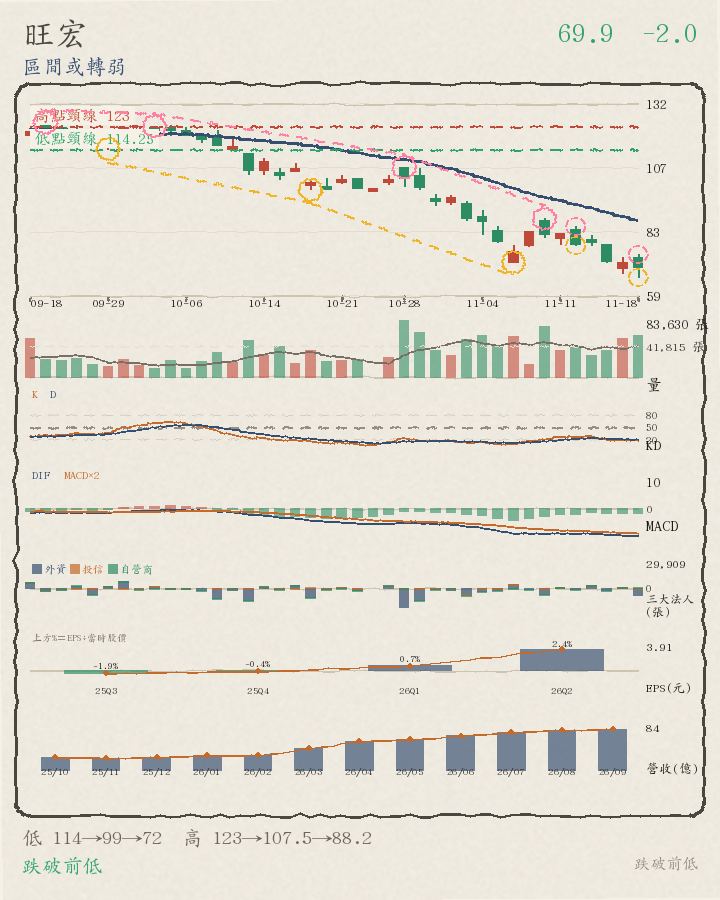 旺宏
69.9 -2.0
區間或轉弱
132
高點頸線 123
低點頸線 114.25
107
83
59
09-18 09-29 10-06 10-14 10-21 10-28 11-04 11-11 11-18
83,630 張
41,815 張
量
K D
80
50
20
KD
DIF MACD×2
10
0
MACD
外資 投信 自營商
29,909
0
三大法人
(張)
上方%=EPS÷當時股價
3.91
-1.9% -0.4% 0.7% 2.4%
25Q3 25Q4 26Q1 26Q2
EPS(元)
84
25/10 25/11 25/12 26/01 26/02 26/03 26/04 26/05 26/06 26/07 26/08 26/09
營收(億)
低 114→99→72 高 123→107.5→88.2
跌破前低
跌破前低